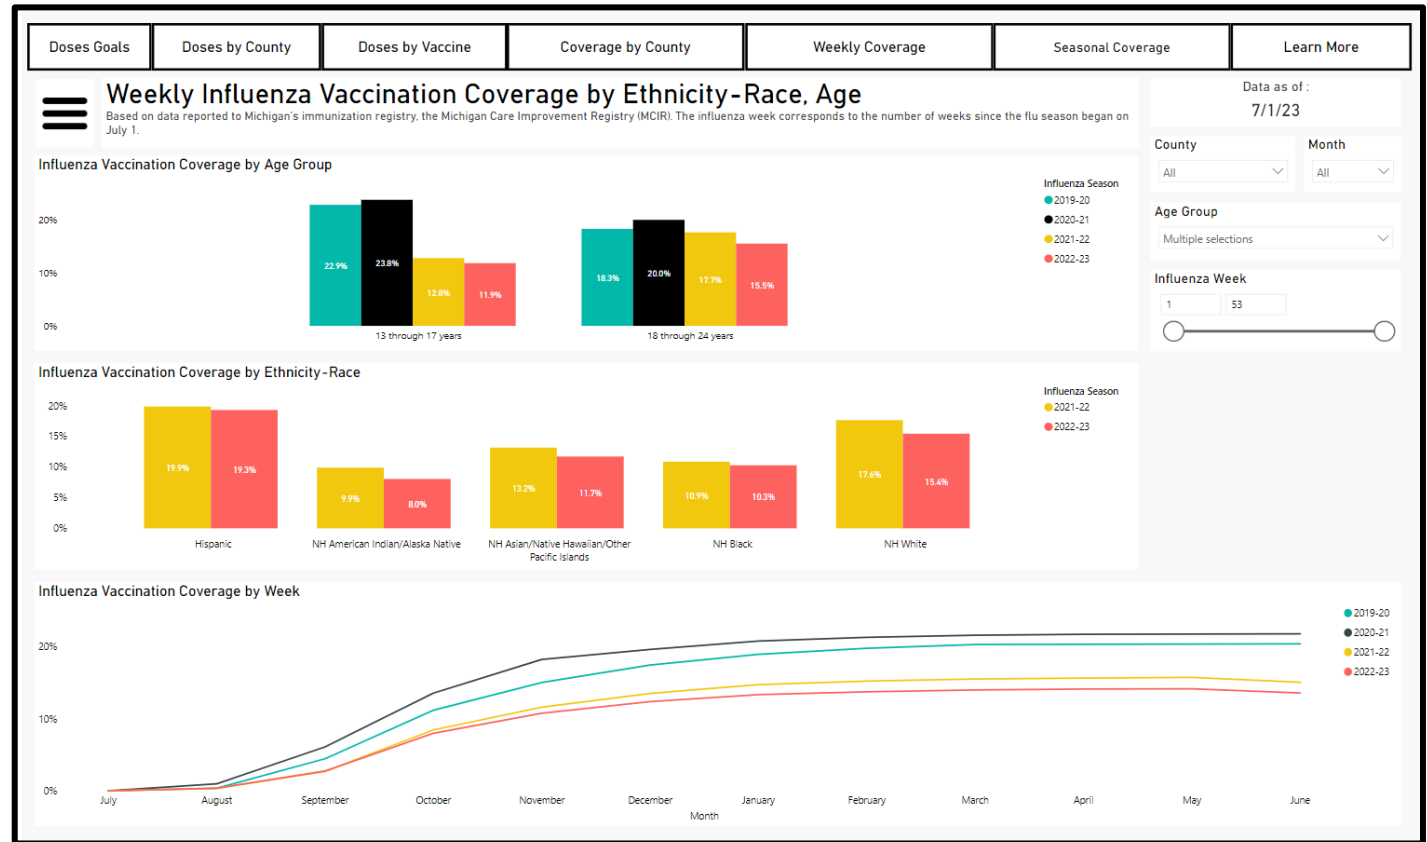 Doses Goals
Doses by County
Doses by Vaccine
Coverage by County
Weekly Coverage
Seasonal Coverage
Learn More
Weekly Influenza Vaccination Coverage by Ethnicity-Race, Age
Based on data reported to Michigan's immunization registry, the Michigan Care Improvement Registry (MCIR). The influenza week corresponds to the number of weeks since the flu season began on
July 1.
Data as of :
7/1/23
County
All
Month
All
Age Group
Multiple selections
Influenza Week
1
53
Influenza Vaccination Coverage by Age Group
Influenza Season
2019-20
2020-21
2021-22
2022-23
20%
10%
0%
22.9%
23.8%
12.8%
11.9%
18.3%
20.0%
17.7%
15.5%
13 through 17 years
18 through 24 years
Influenza Vaccination Coverage by Ethnicity-Race
Influenza Season
2021-22
2022-23
20%
15%
10%
5%
0%
19.9%
19.3%
9.9%
8.0%
13.2%
11.7%
10.9%
10.3%
17.6%
15.4%
Hispanic
NH American Indian/Alaska Native
NH Asian/Native Hawaiian/Other
Pacific Islands
NH Black
NH White
Influenza Vaccination Coverage by Week
2019-20
2020-21
2021-22
2022-23
20%
10%
0%
July
August
September
October
November
December
January
February
March
April
May
June
Month